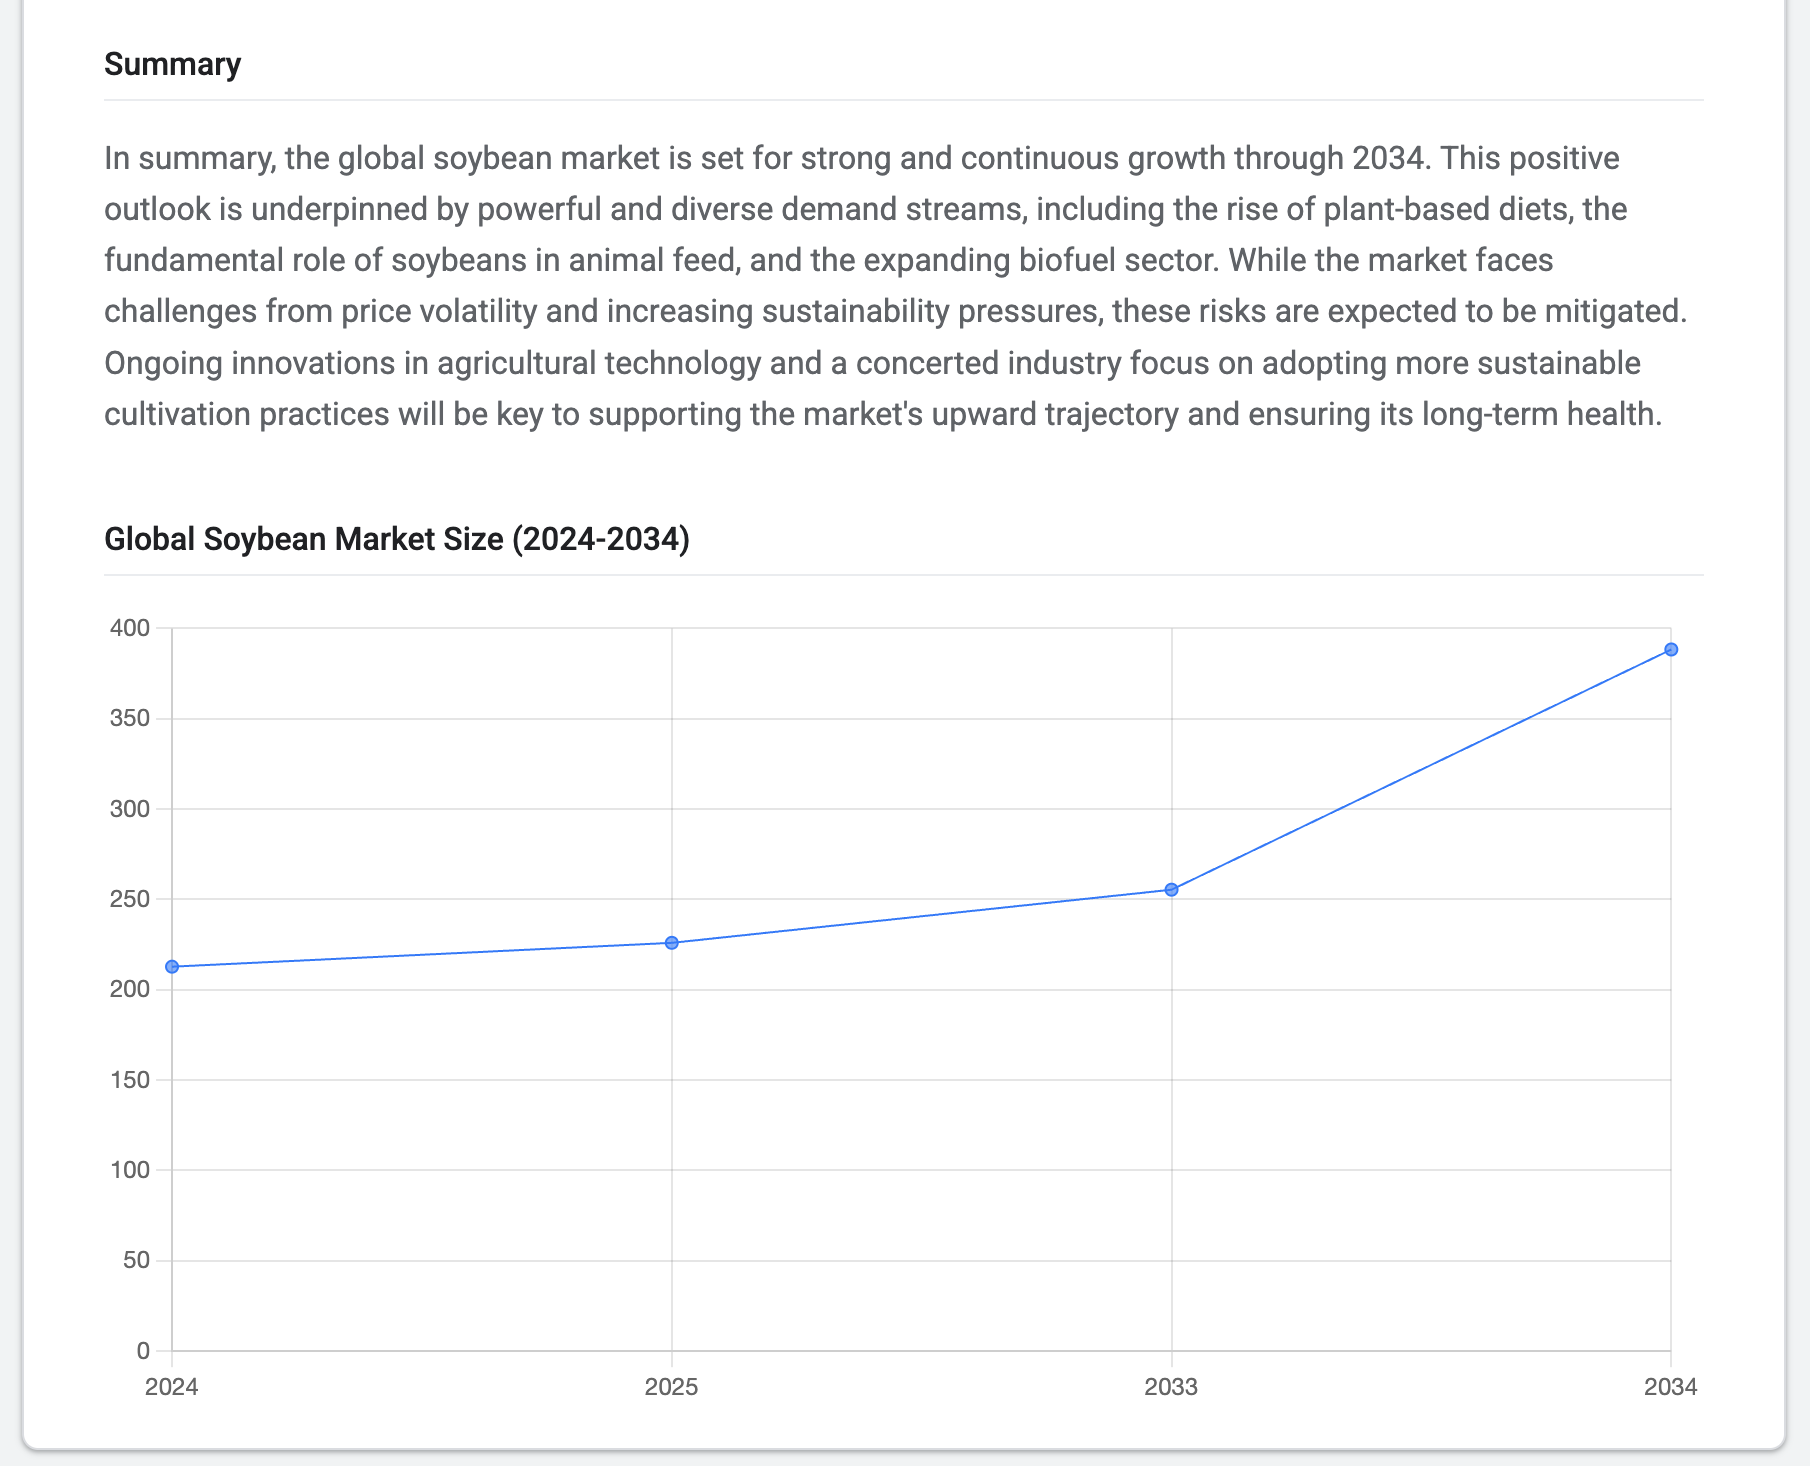 Summary
In summary, the global soybean market is set for strong and continuous growth through 2034. This positive
outlook is underpinned by powerful and diverse demand streams, including the rise of plant-based diets, the
fundamental role of soybeans in animal feed, and the expanding biofuel sector. While the market faces
challenges from price volatility and increasing sustainability pressures, these risks are expected to be mitigated.
Ongoing innovations in agricultural technology and a concerted industry focus on adopting more sustainable
cultivation practices will be key to supporting the market's upward trajectory and ensuring its long-term health.
Global Soybean Market Size (2024-2034)
400
350
300
250
200
150
100
50
0
2024 2025 2033 2034